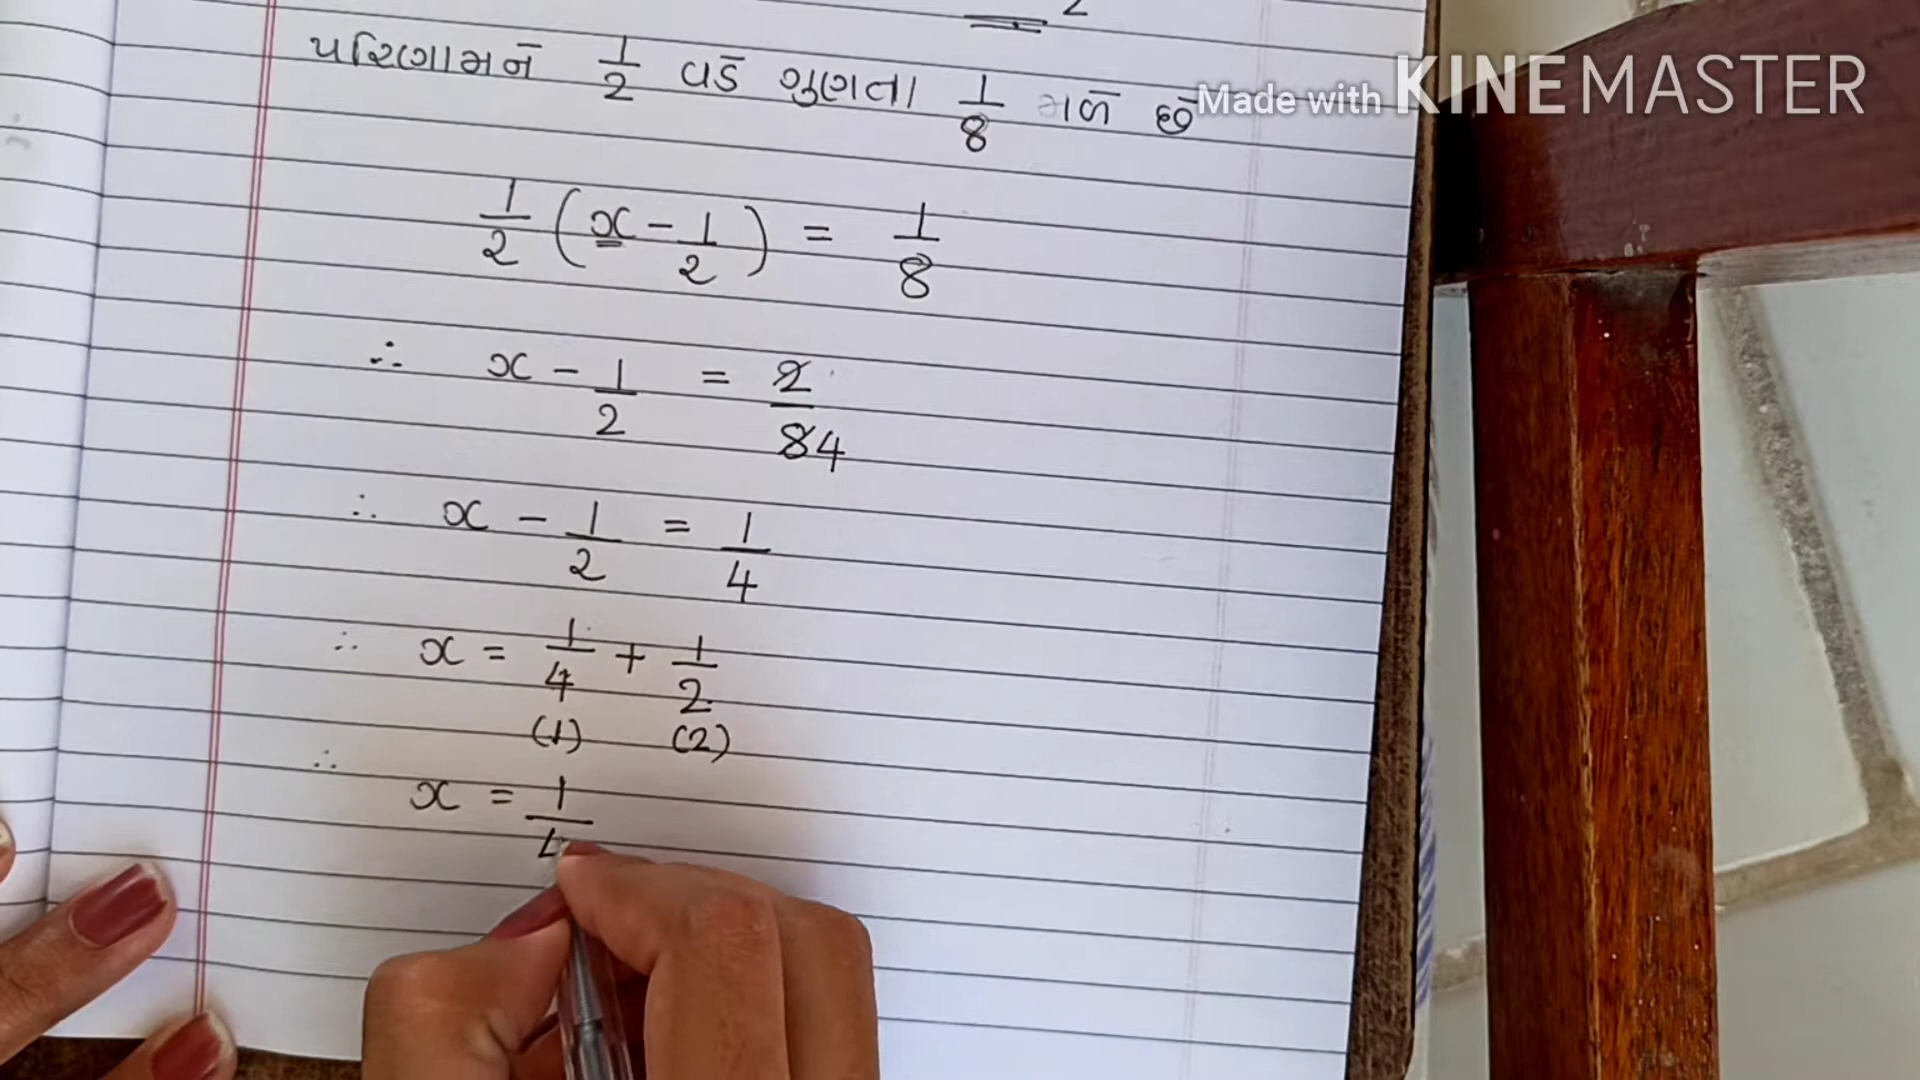 પરિણામને 1/2 વડે ગુણતા 1/8 મળે છે
Made with KINEMASTER
1/2 (x - 1/2) = 1/8
∴ x - 1/2 = 2/8 4
∴ x - 1/2 = 1/4
∴ x = 1/4 + 1/2
(1) (2)
∴ x = 1/